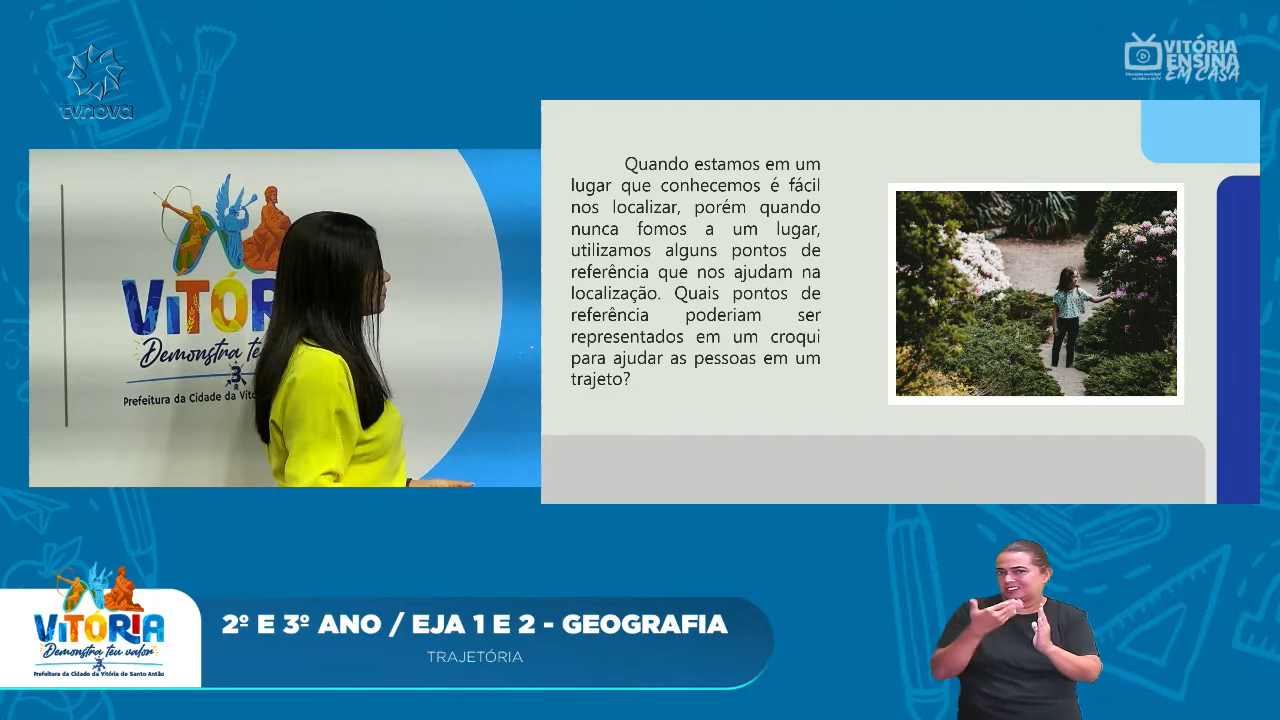 tvnova
VITÓRIA
ENSINA
EM CASA
VITÓR
Demonstra te
Prefeitura da Cidade da Vitó
Quando estamos em um
lugar que conhecemos é fácil
nos localizar, porém quando
nunca fomos a um lugar,
utilizamos alguns pontos de
referência que nos ajudam na
localização. Quais pontos de
referência poderiam ser
representados em um croqui
para ajudar as pessoas em um
trajeto?
VITÓRIA
Demonstra teu valor
Prefeitura da Cidade da Vitória de Santo Antão
2º E 3º ANO / EJA 1 E 2 - GEOGRAFIA
TRAJETÓRIA